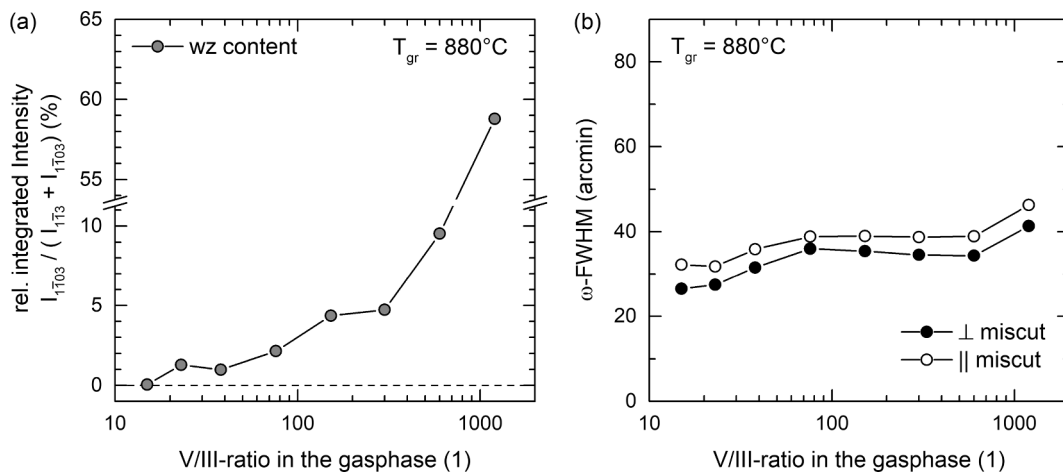 (a)
65
wz content
T_gr = 880°C
60
55
10
5
0
rel. integrated Intensity
I_11̅03 / ( I_11̅3 + I_11̅03) (%)
10 100 1000
V/III-ratio in the gasphase (1)
(b)
T_gr = 880°C
80
60
40
20
0
ω-FWHM (arcmin)
⊥ miscut
|| miscut
10 100 1000
V/III-ratio in the gasphase (1)